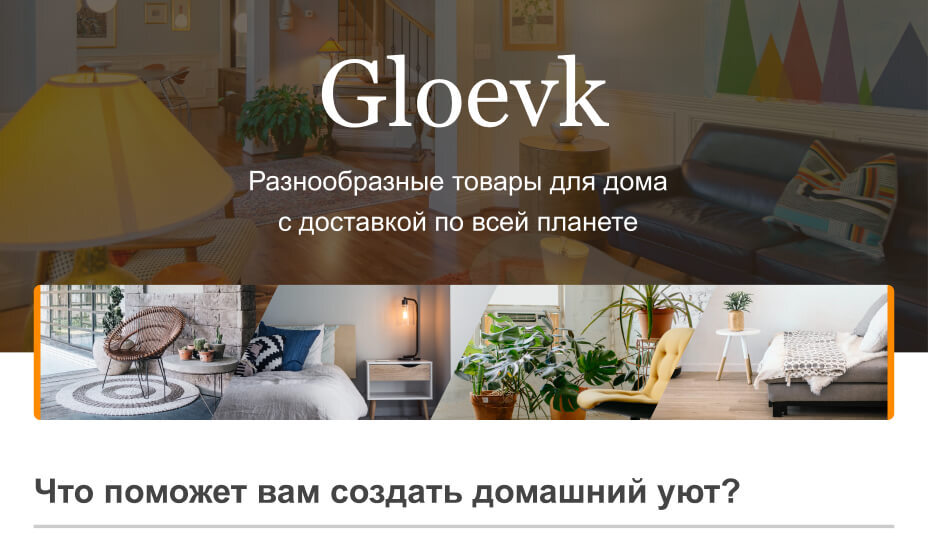 Gloevk
Разнообразные товары для дома
с доставкой по всей планете
Что поможет вам создать домашний уют?